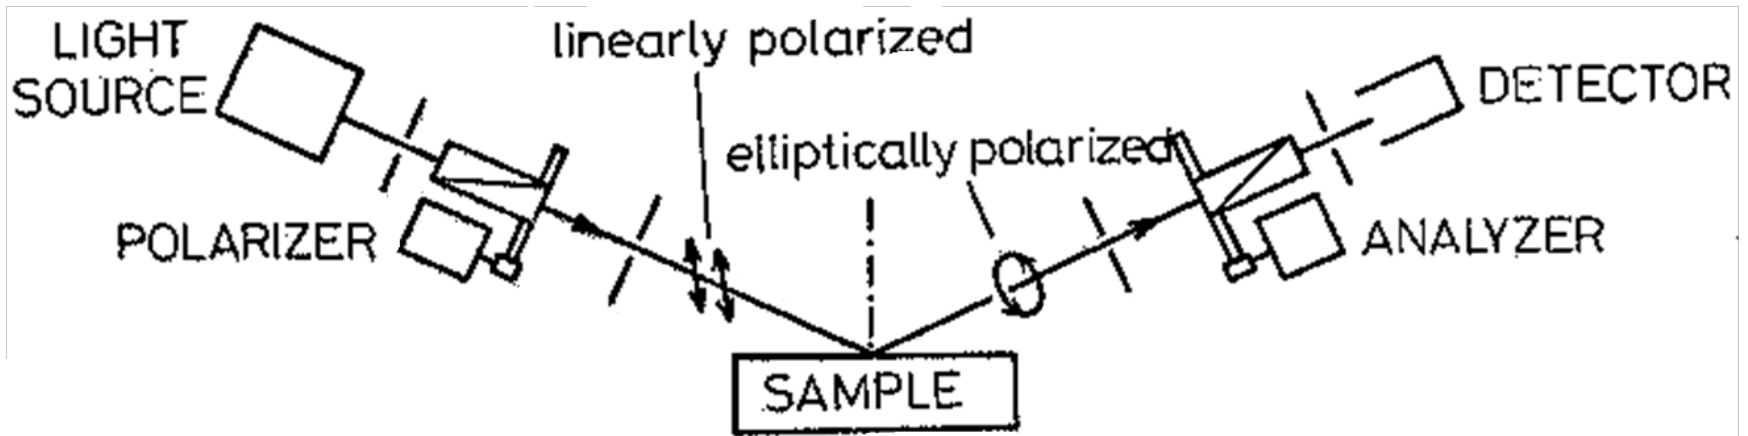 LIGHT
SOURCE
linearly polarized
DETECTOR
elliptically polarized
POLARIZER
ANALYZER
SAMPLE